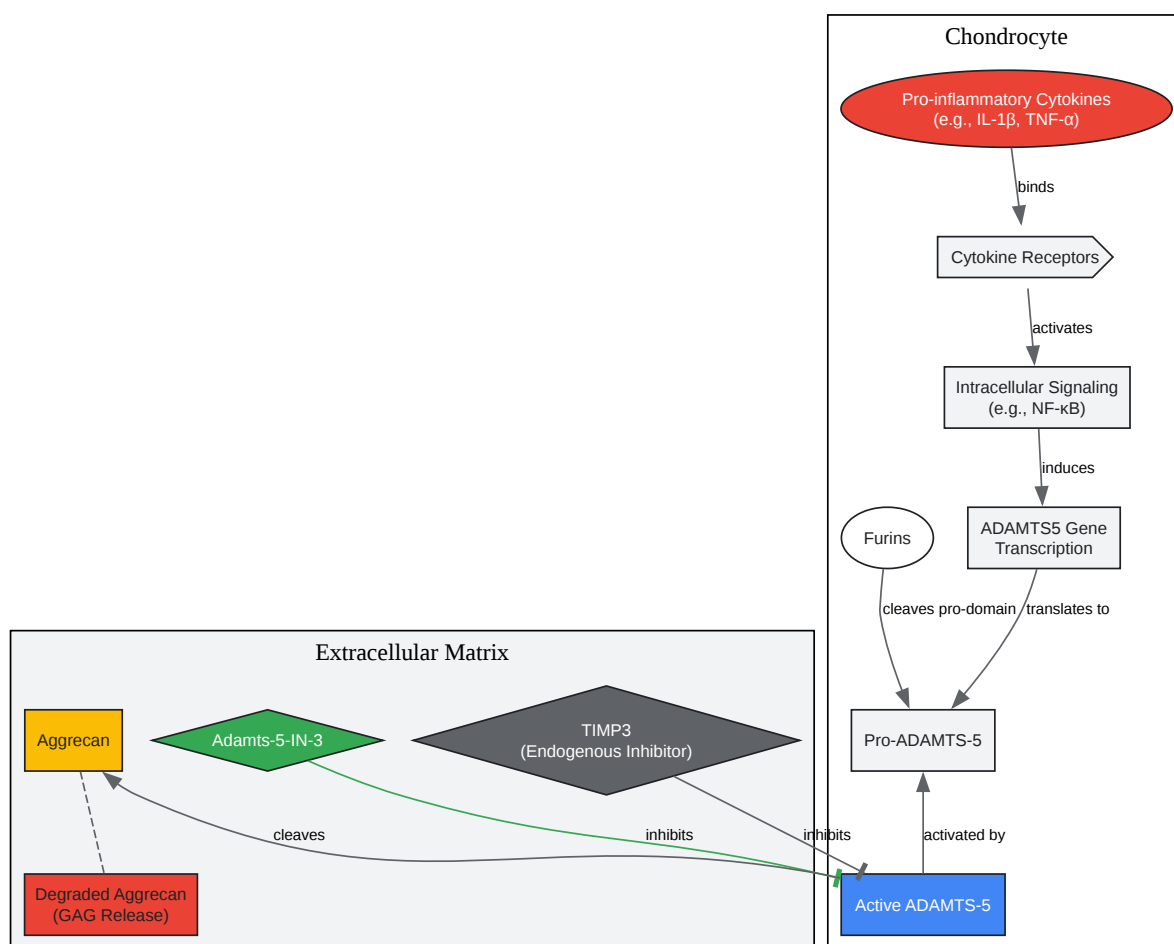 Chondrocyte
Pro-inflammatory Cytokines
(e.g., IL-1β, TNF-α)
binds
Cytokine Receptors
activates
Intracellular Signaling
(e.g., NF-κB)
induces
Furins
ADAMTS5 Gene
Transcription
cleaves pro-domain
translates to
Extracellular Matrix
Aggrecan
Adamts-5-IN-3
TIMP3
(Endogenous Inhibitor)
Pro-ADAMTS-5
cleaves
inhibits
inhibits
activated by
Degraded Aggrecan
(GAG Release)
Active ADAMTS-5